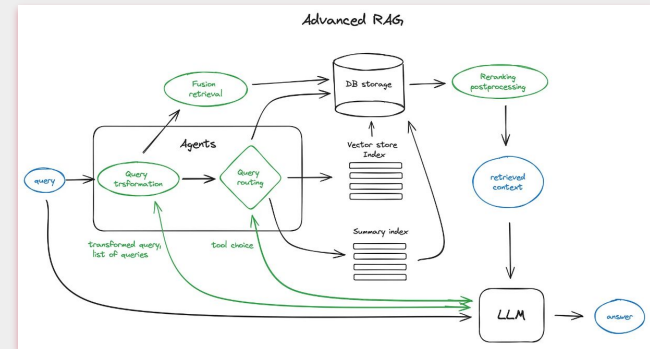 Advanced RAG
Fusion
retrieval
DB storage
Reranking
postprocessing
Agents
query
Query
trsformation
Query
routing
Vector store
Index
retrieved
context
transformed query,
list of queries
tool choice
Summary index
LLM
answer